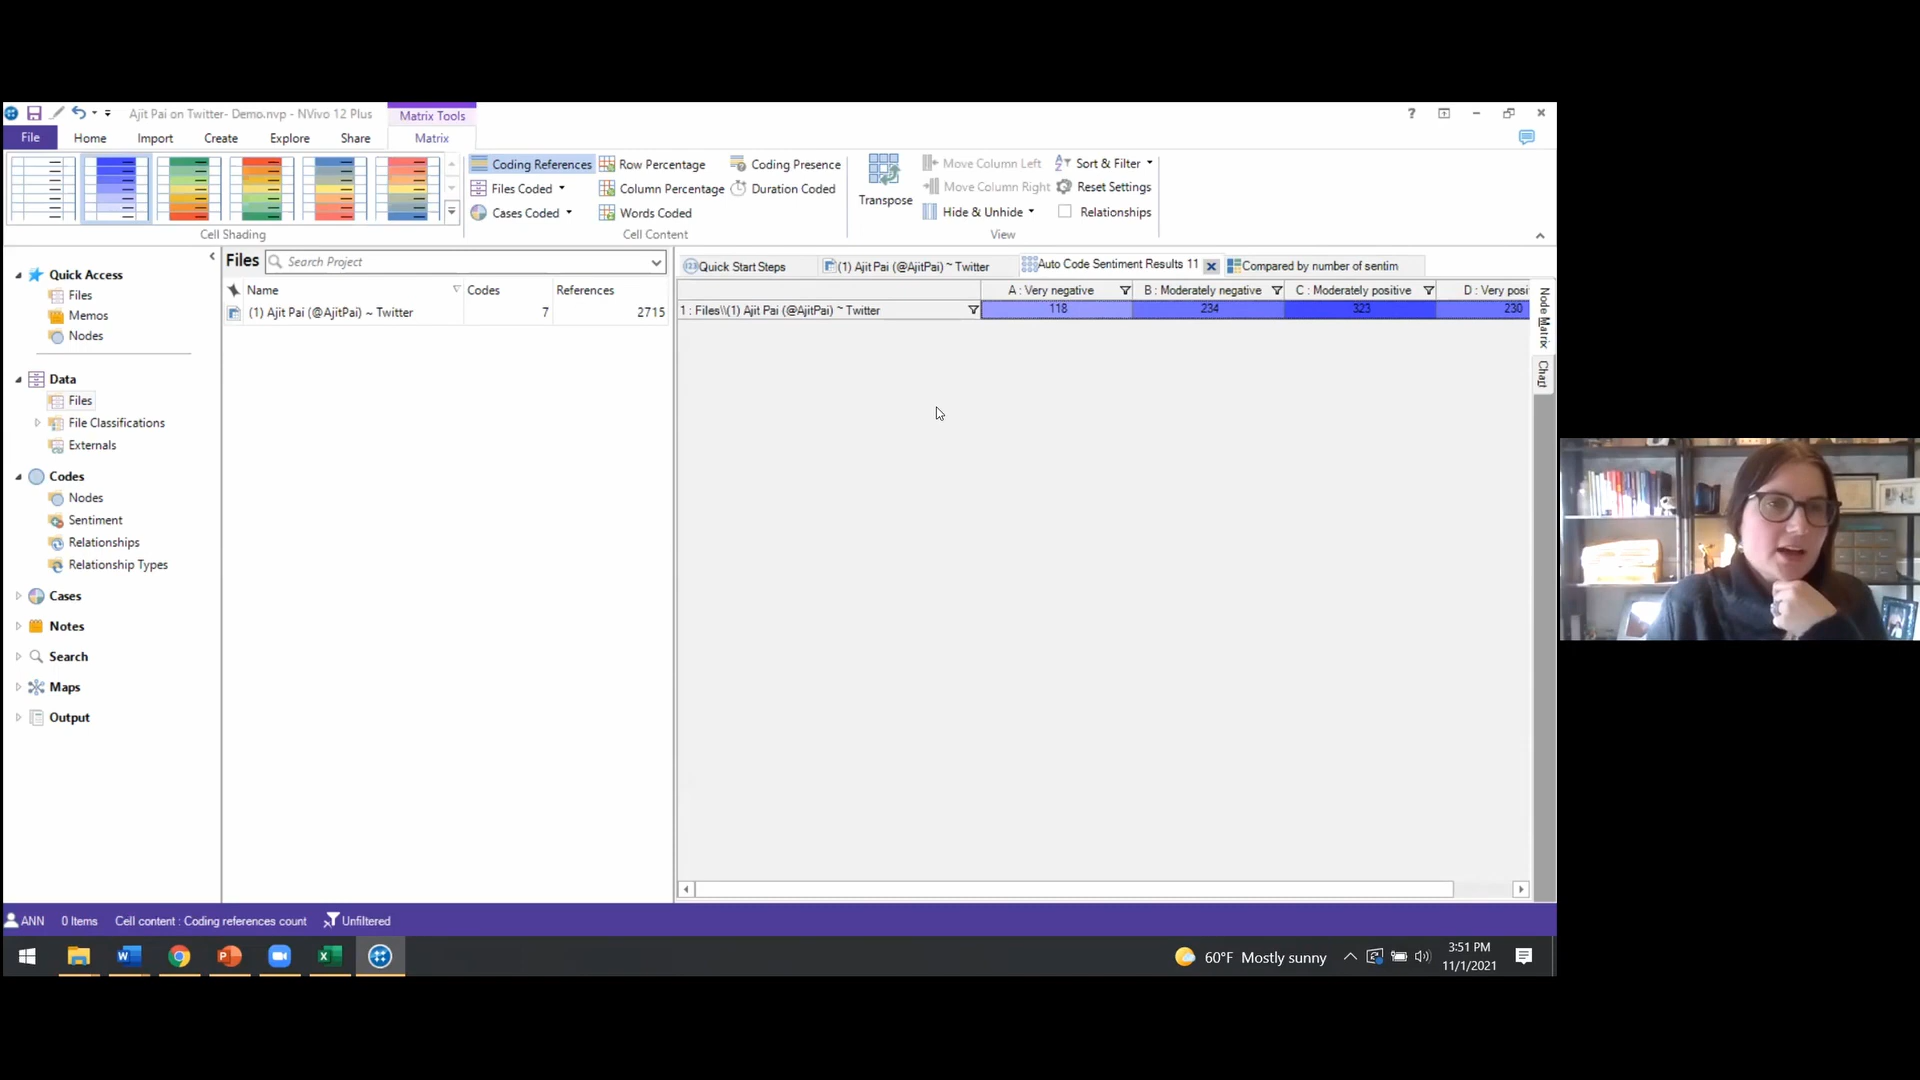 Ajit Pai on Twitter- Demo.nvp - NVivo 12 Plus
Matrix Tools
?
File
Home
Import
Create
Explore
Share
Matrix
Coding References
Row Percentage
Coding Presence
Files Coded
Column Percentage
Duration Coded
Cases Coded
Words Coded
Transpose
Move Column Left
Move Column Right
Hide & Unhide
Sort & Filter
Reset Settings
Relationships
Cell Shading
Cell Content
View
Quick Access
Files
Memos
Nodes
Data
Files
File Classifications
Externals
Codes
Nodes
Sentiment
Relationships
Relationship Types
Cases
Notes
Search
Maps
Output
Files
Search Project
Name
Codes
References
(1) Ajit Pai (@AjitPai) ~ Twitter
7
2715
Quick Start Steps
(1) Ajit Pai (@AjitPai) ~ Twitter
Auto Code Sentiment Results 11
Compared by number of sentim
A : Very negative
B : Moderately negative
C : Moderately positive
D : Very posi
1 : Files\\(1) Ajit Pai (@AjitPai) ~ Twitter
118
234
323
230
Node Matrix
Chart
ANN
0 Items
Cell content : Coding references count
Unfiltered
60°F Mostly sunny
3:51 PM
11/1/2021